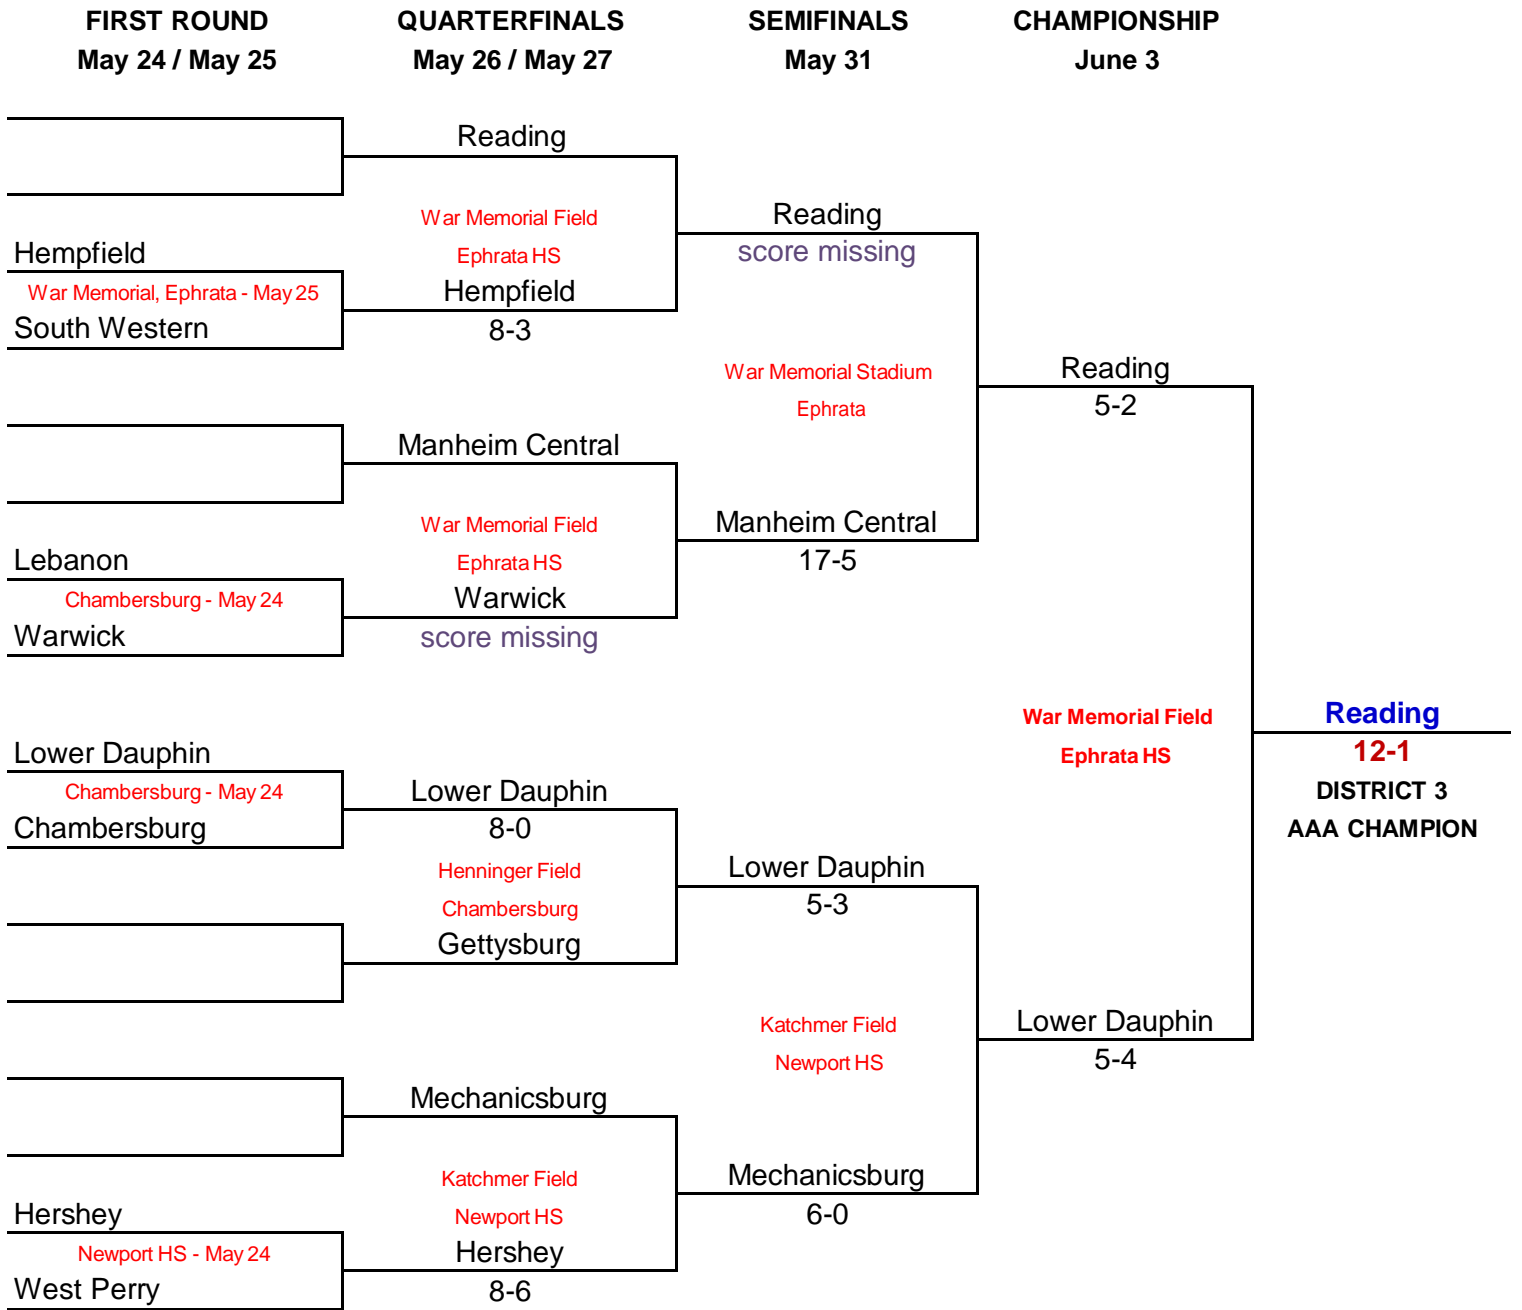 FIRST ROUND
May 24 / May 25
QUARTERFINALS
May 26 / May 27
SEMIFINALS
May 31
CHAMPIONSHIP
June 3
Hempfield
War Memorial, Ephrata - May 25
South Western
Lebanon
Chambersburg - May 24
Warwick
Lower Dauphin
Chambersburg - May 24
Chambersburg
Hershey
Newport HS - May 24
West Perry
Reading
War Memorial Field
Ephrata HS
Hempfield
8-3
Manheim Central
War Memorial Field
Ephrata HS
Warwick
score missing
Lower Dauphin
8-0
Henninger Field
Chambersburg
Gettysburg
Mechanicsburg
Katchmer Field
Newport HS
Hershey
8-6
Reading
score missing
War Memorial Stadium
Ephrata
Manheim Central
17-5
Lower Dauphin
5-3
Katchmer Field
Newport HS
Mechanicsburg
6-0
Reading
5-2
War Memorial Field
Ephrata HS
Lower Dauphin
5-4
Reading
12-1
DISTRICT 3
AAA CHAMPION